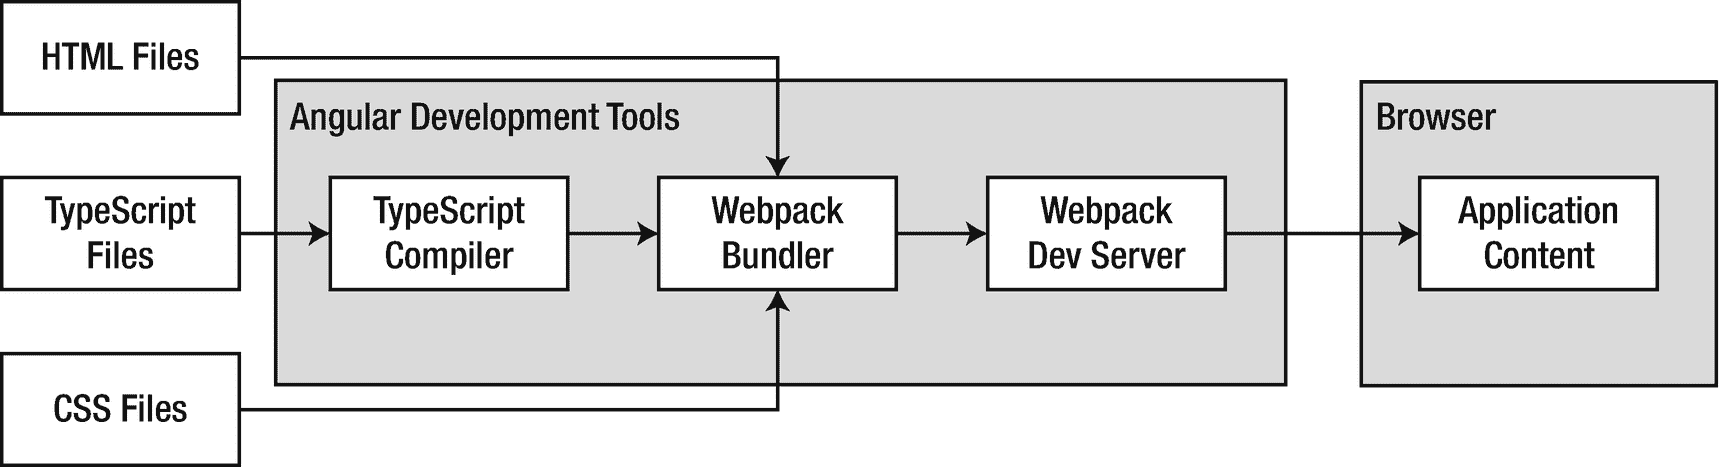 HTML Files
Angular Development Tools
Browser
TypeScript
Files
TypeScript
Compiler
Webpack
Bundler
Webpack
Dev Server
Application
Content
CSS Files